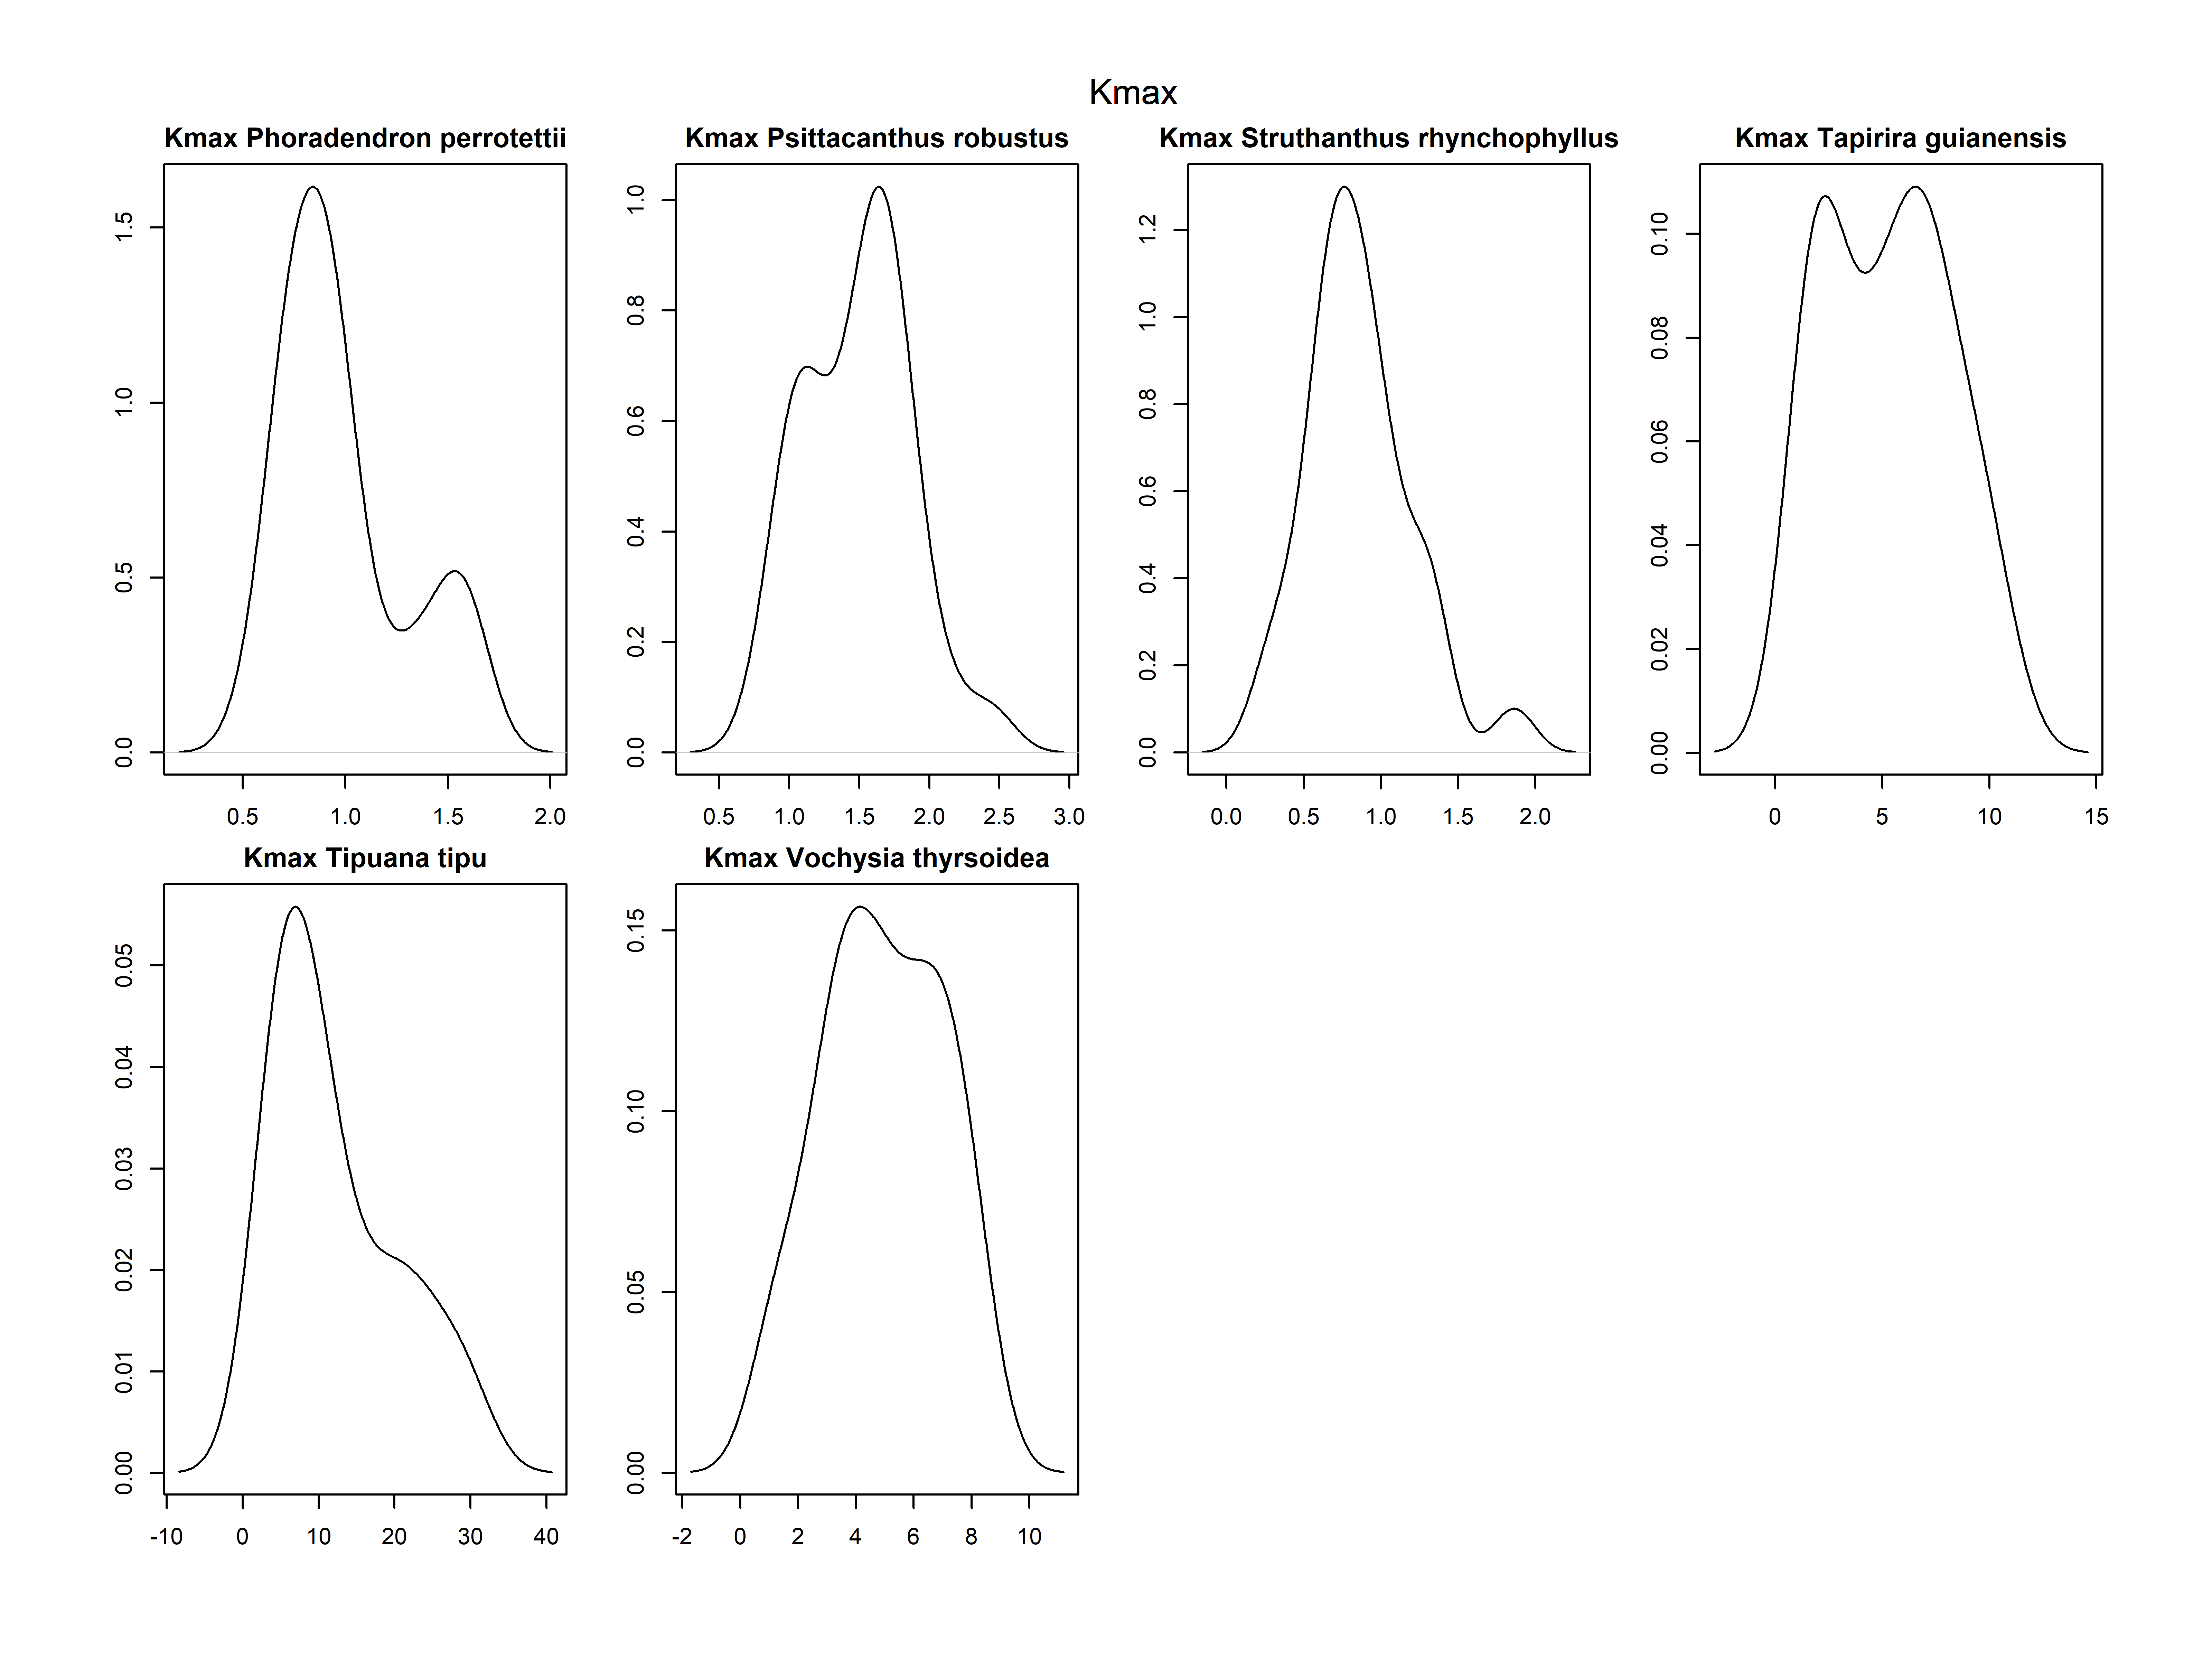 Kmax
Kmax Phoradendron perrotettii
0.0 0.5 1.0 1.5
0.5 1.0 1.5 2.0
Kmax Psittacanthus robustus
0.0 0.2 0.4 0.6 0.8 1.0
0.5 1.0 1.5 2.0 2.5 3.0
Kmax Struthanthus rhynchophyllus
0.0 0.2 0.4 0.6 0.8 1.0 1.2
0.0 0.5 1.0 1.5 2.0
Kmax Tapirira guianensis
0.00 0.02 0.04 0.06 0.08 0.10
0 5 10 15
Kmax Tipuana tipu
0.00 0.01 0.02 0.03 0.04 0.05
-10 0 10 20 30 40
Kmax Vochysia thyrsoidea
0.00 0.05 0.10 0.15
-2 0 2 4 6 8 10